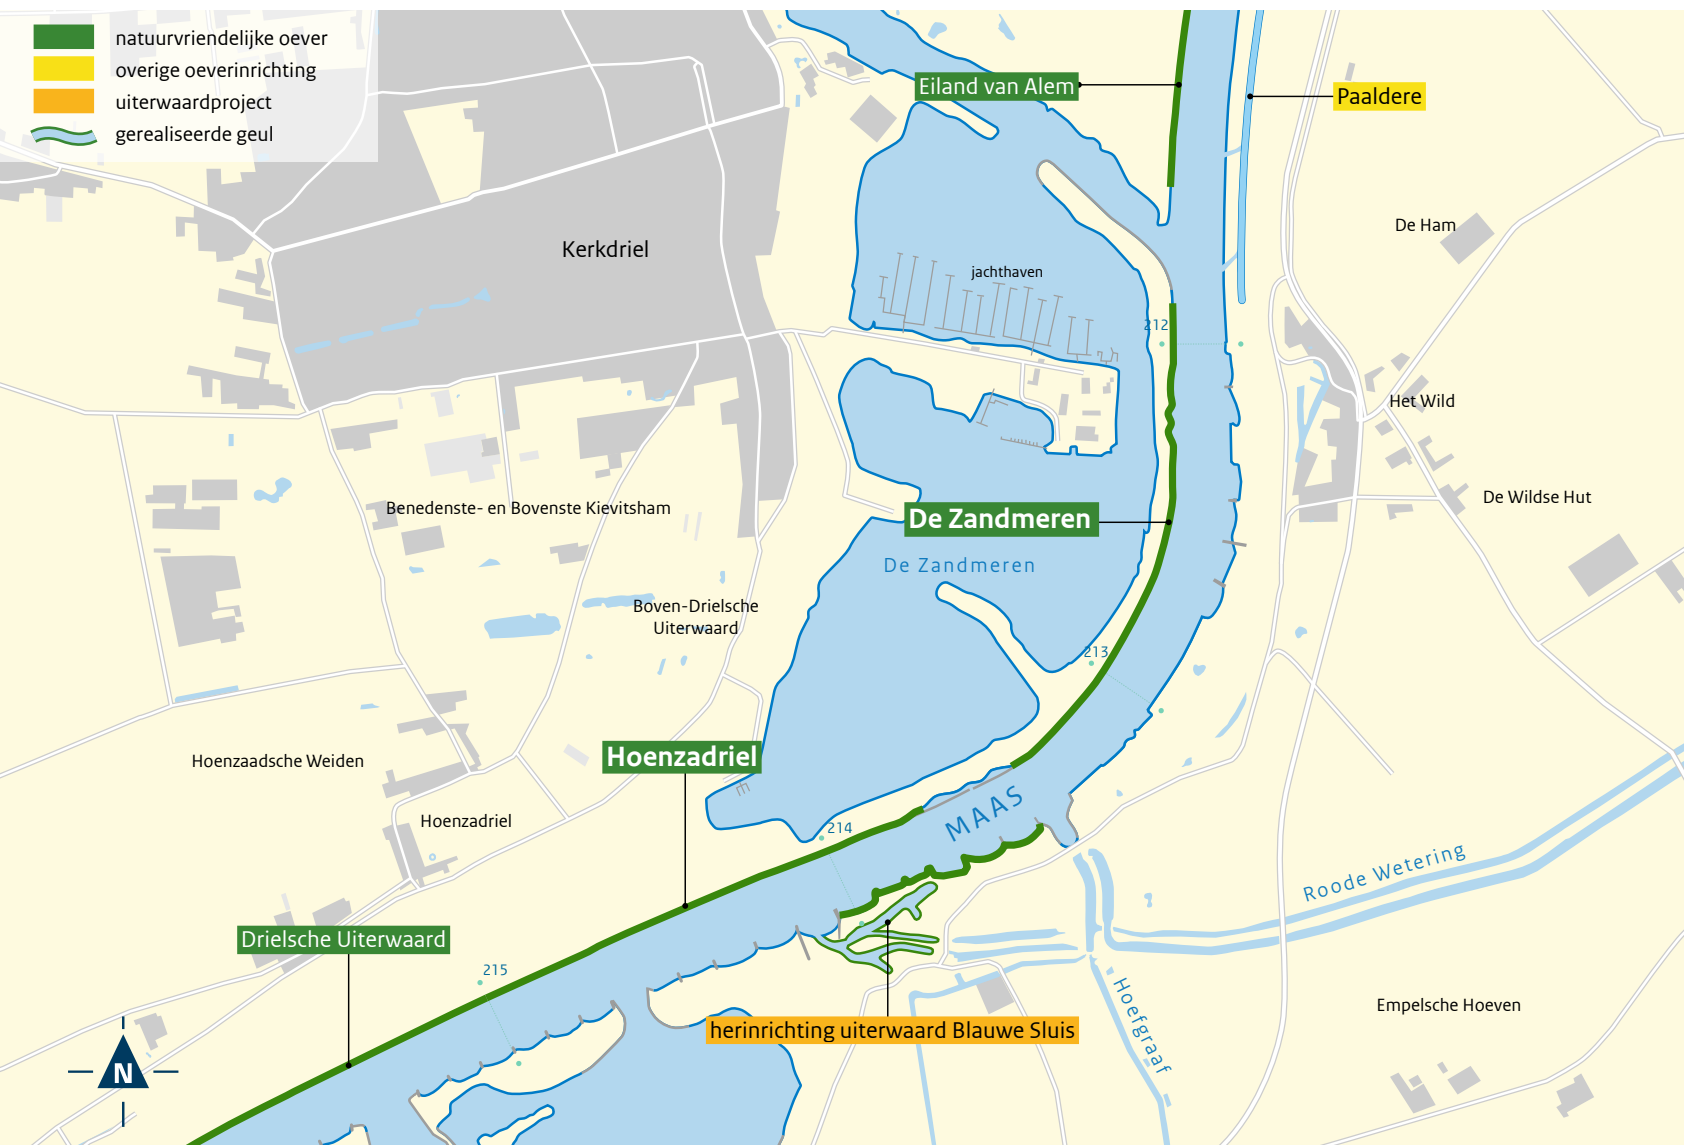 natuurvriendelijke oever
overige oeverinrichting
uiterwaardproject
gerealiseerde geul
Eiland van Alem
Paaldere
De Ham
Kerkdriel
jachthaven
212
Het Wild
De Wildse Hut
Benedenste- en Bovenste Kievitsham
De Zandmeren
De Zandmeren
Boven-Drielsche
Uiterwaard
213
Hoenzadriel
Hoenzaadsche Weiden
MAAS
Hoenzadriel
214
Roode Wetering
Drielsche Uiterwaard
215
Hoefgraaf
Empelsche Hoeven
herinrichting uiterwaard Blauwe Sluis
N